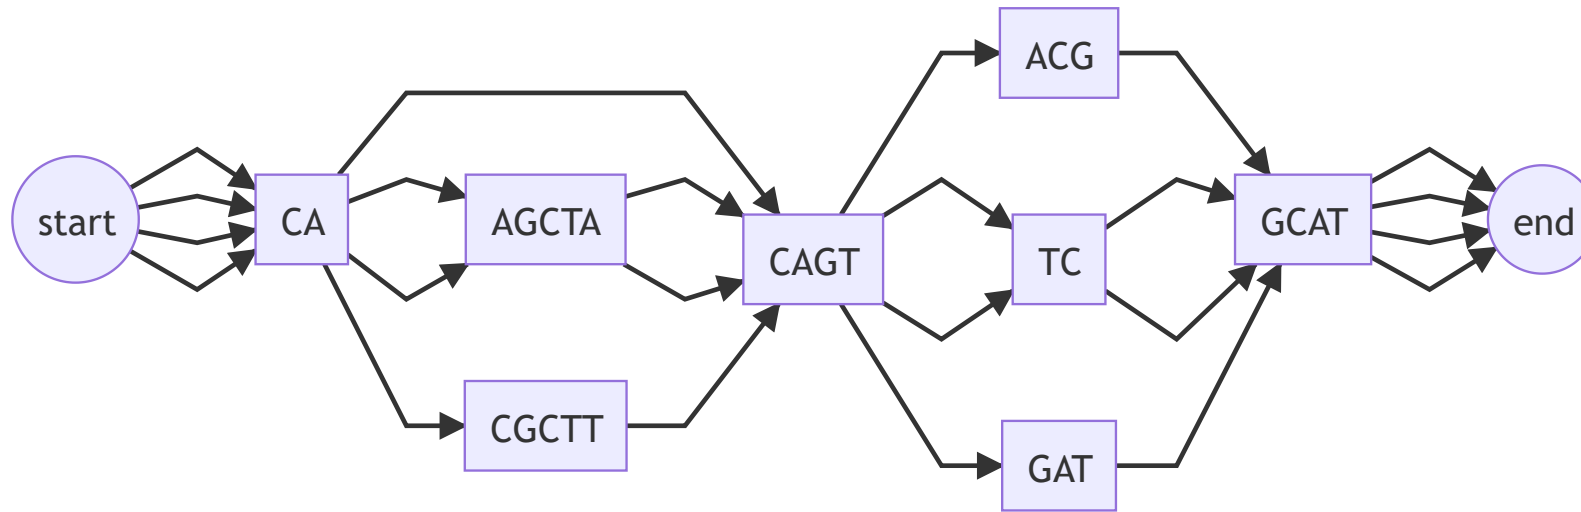 start
CA
AGCTA
CGCTT
CAGT
ACG
TC
GAT
GCAT
end